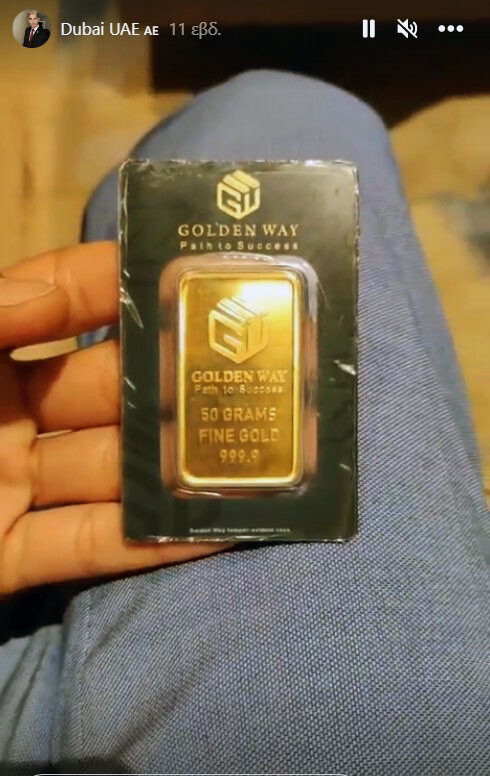 Dubai UAE AE 11 εβδ.
GOLDEN WAY
Path to Success
GOLDEN WAY
Path to Success
50 GRAMS
FINE GOLD
999.9